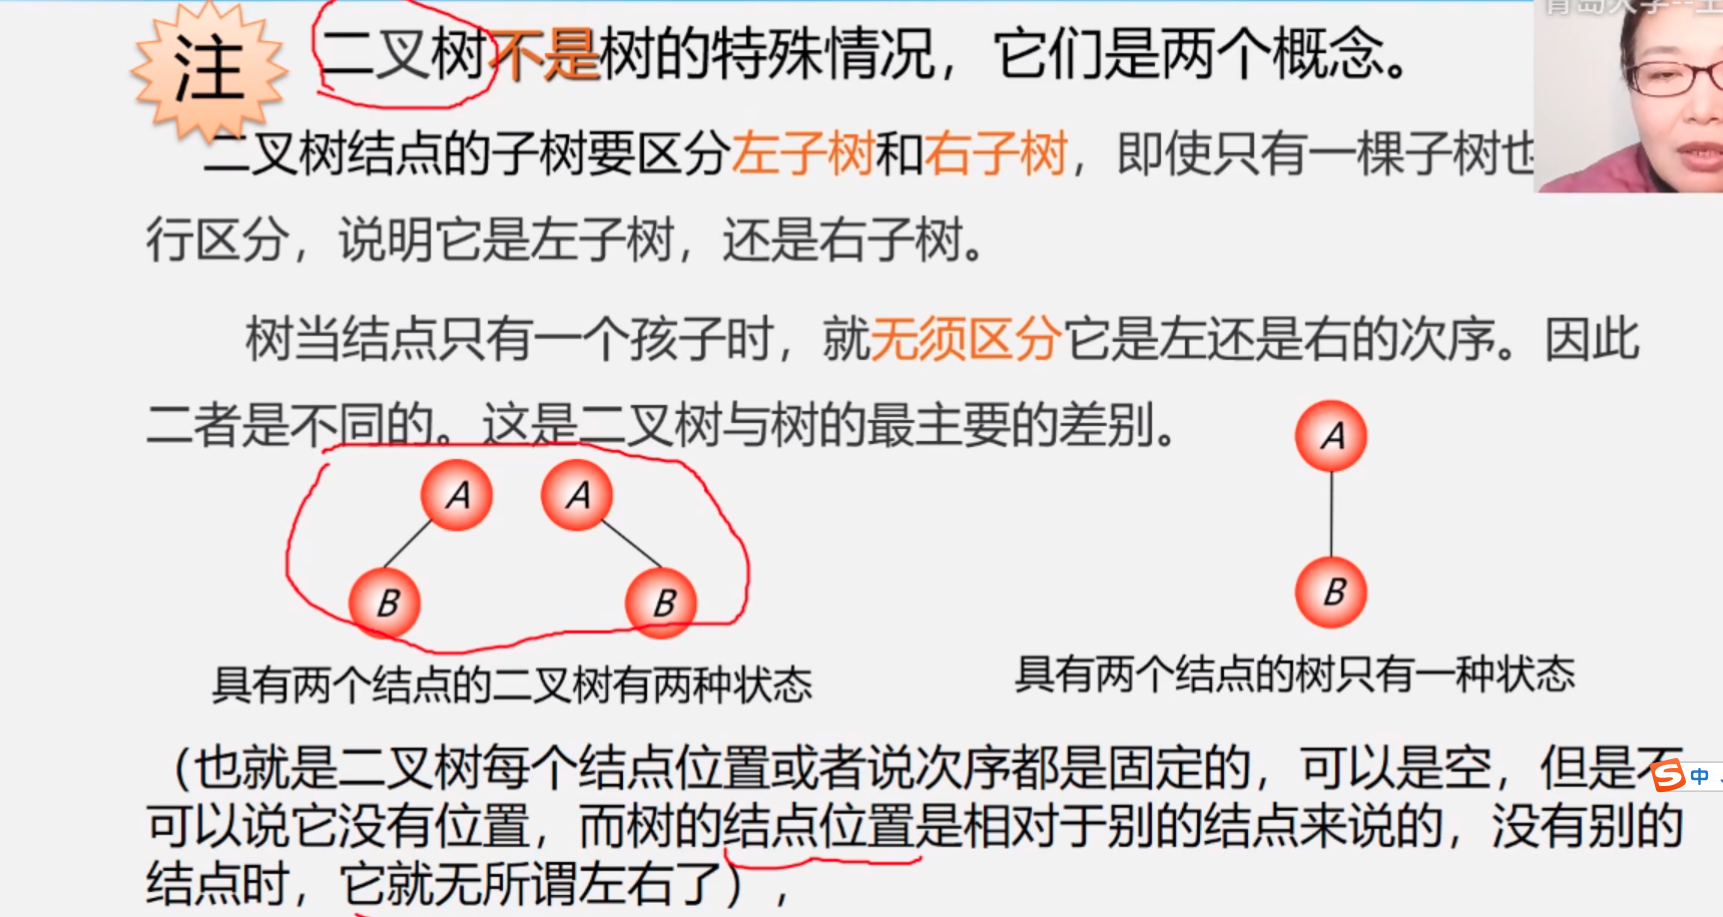 青岛大学--王
注
二叉树不是树的特殊情况，它们是两个概念。
二叉树结点的子树要区分左子树和右子树，即使只有一棵子树也
行区分，说明它是左子树，还是右子树。
树当结点只有一个孩子时，就无须区分它是左还是右的次序。因此
二者是不同的。这是二叉树与树的最主要的差别。
A
A A
B B
B
具有两个结点的二叉树有两种状态
具有两个结点的树只有一种状态
（也就是二叉树每个结点位置或者说次序都是固定的，可以是空，但是不
可以说它没有位置，而树的结点位置是相对于别的结点来说的，没有别的
结点时，它就无所谓左右了），
S 中